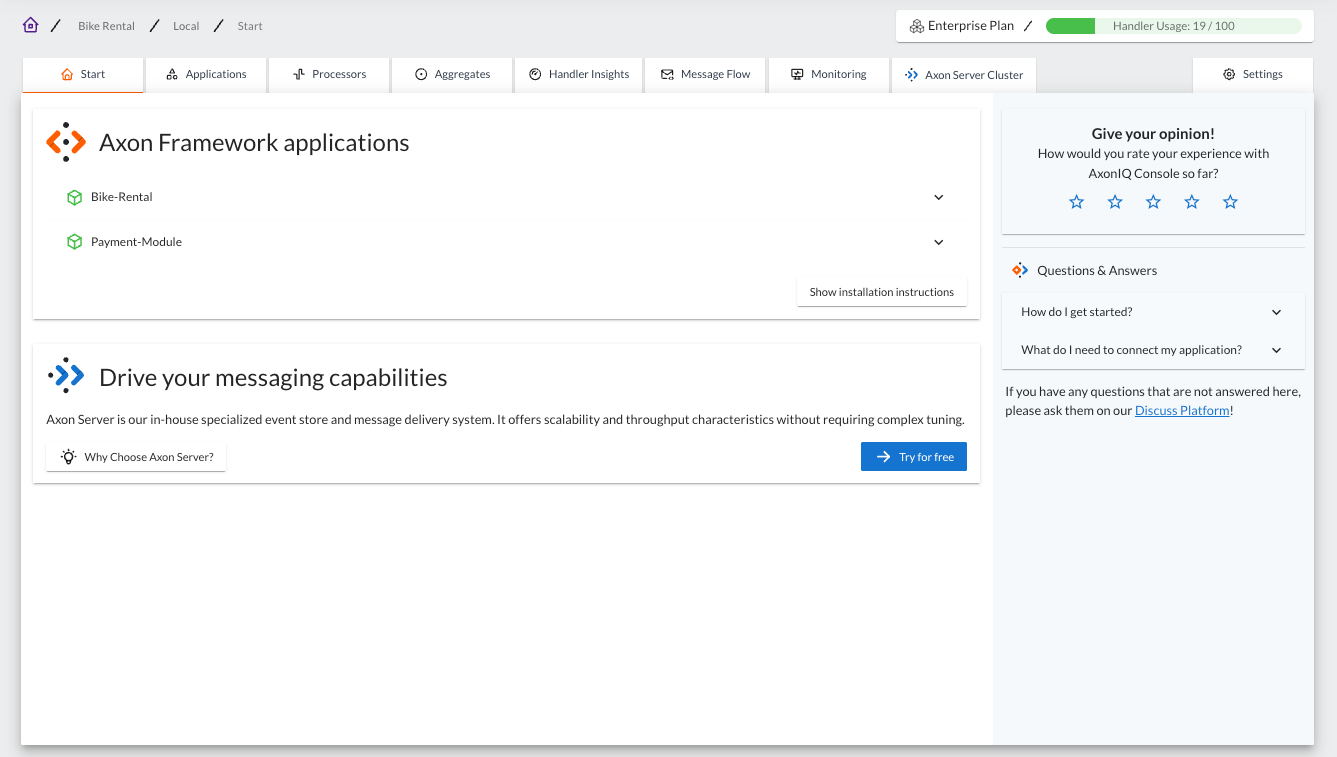 / Bike Rental / Local / Start
Enterprise Plan / Handler Usage: 19 / 100
Start Applications Processors Aggregates Handler Insights Message Flow Monitoring Axon Server Cluster Settings
Axon Framework applications
Bike-Rental
Payment-Module
Show installation instructions
Drive your messaging capabilities
Axon Server is our in-house specialized event store and message delivery system. It offers scalability and throughput characteristics without requiring complex tuning.
Why Choose Axon Server?
Try for free
Give your opinion!
How would you rate your experience with
AxonIQ Console so far?
Questions & Answers
How do I get started?
What do I need to connect my application?
If you have any questions that are not answered here,
please ask them on our Discuss Platform!